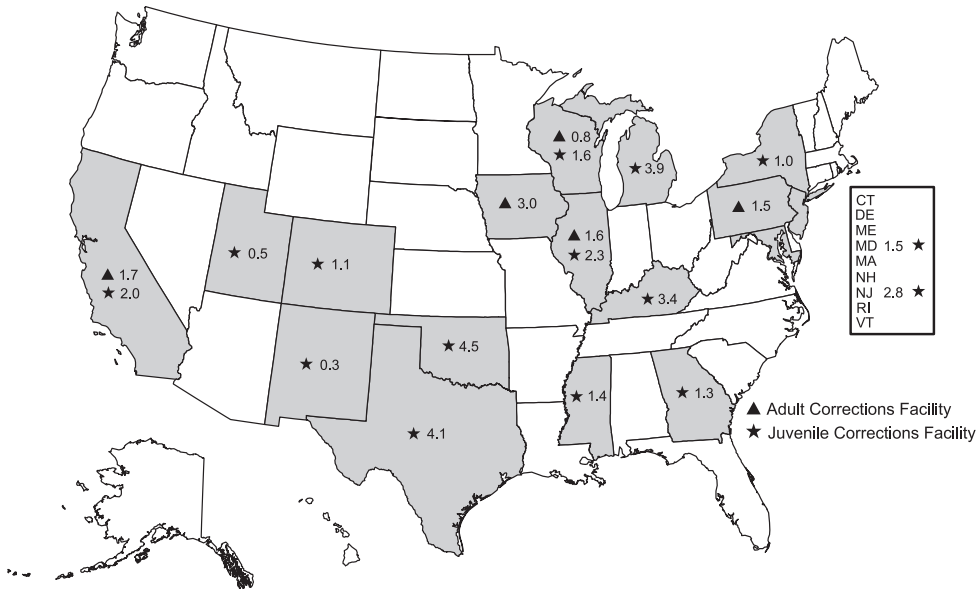 ▲ 0.8
★ 1.6
★ 3.9
★ 1.0
▲ 3.0
▲ 1.5
▲ 1.6
★ 2.3
★ 0.5
★ 1.1
▲ 1.7
★ 2.0
★ 3.4
★ 0.3
★ 4.5
★ 1.4
★ 1.3
★ 4.1
CT
DE
ME
MD 1.5 ★
MA
NH
NJ 2.8 ★
RI
VT
▲ Adult Corrections Facility
★ Juvenile Corrections Facility